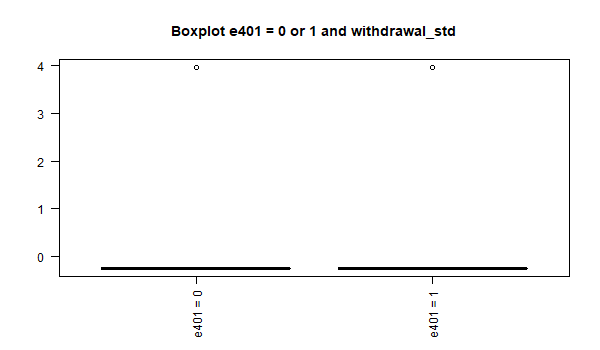 Boxplot e401 = 0 or 1 and withdrawal_std
4
3
2
1
0
e401 = 0
e401 = 1